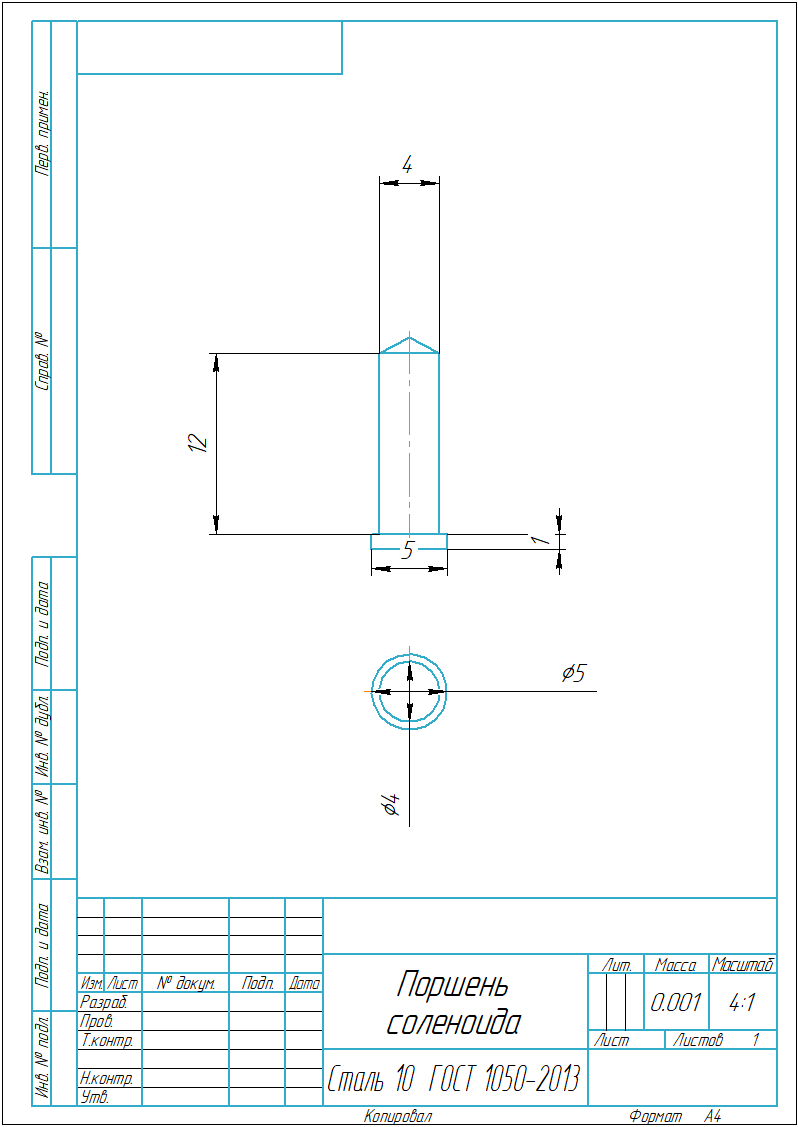 Перв. примен.
Справ. №
Подп. и дата
Инв. № дубл.
Взам. инв. №
Подп. и дата
Инв. № подл.
4
12
5
1
⌀5
⌀4
Изм. Лист № докум. Подп. Дата
Разраб.
Пров.
Т.контр.
Н.контр.
Утв.
Поршень
соленоида
Сталь 10 ГОСТ 1050-2013
Лит. Масса Масштаб
0.001 4:1
Лист Листов 1
Копировал Формат А4